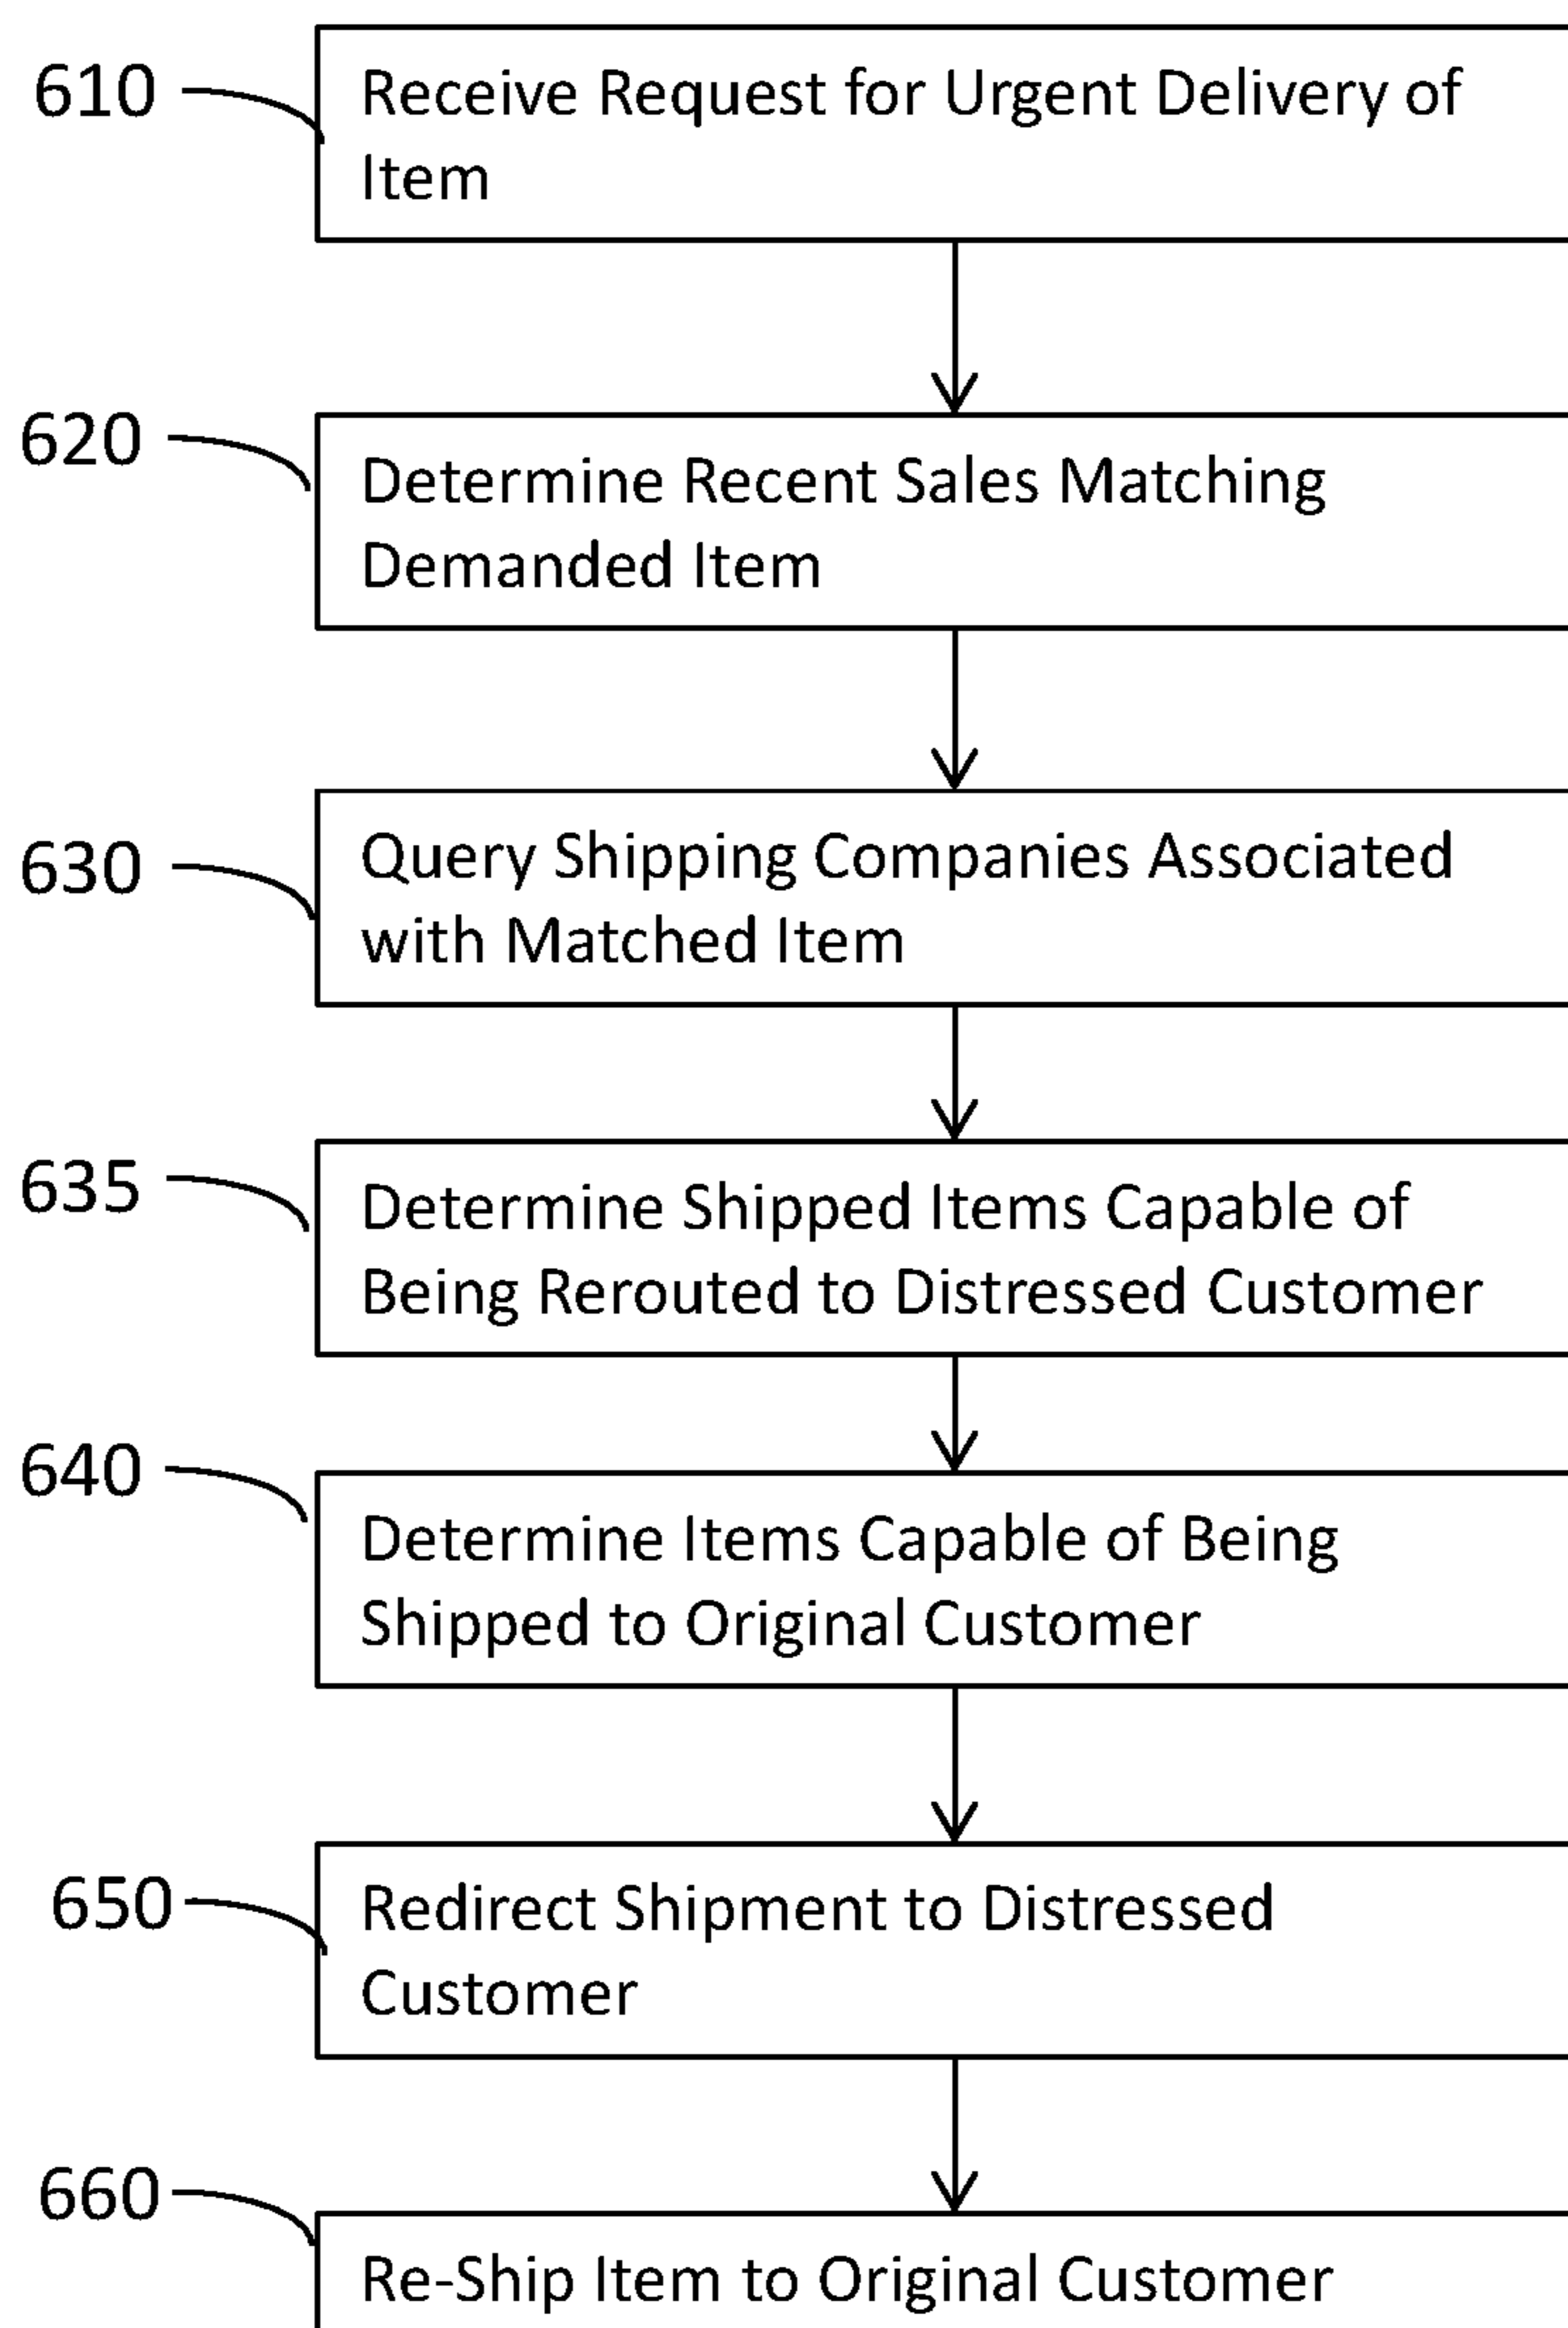 610
Receive Request for Urgent Delivery of
Item
620
Determine Recent Sales Matching
Demanded Item
630
Query Shipping Companies Associated
with Matched Item
635
Determine Shipped Items Capable of
Being Rerouted to Distressed Customer
640
Determine Items Capable of Being
Shipped to Original Customer
650
Redirect Shipment to Distressed
Customer
660
Re-Ship Item to Original Customer